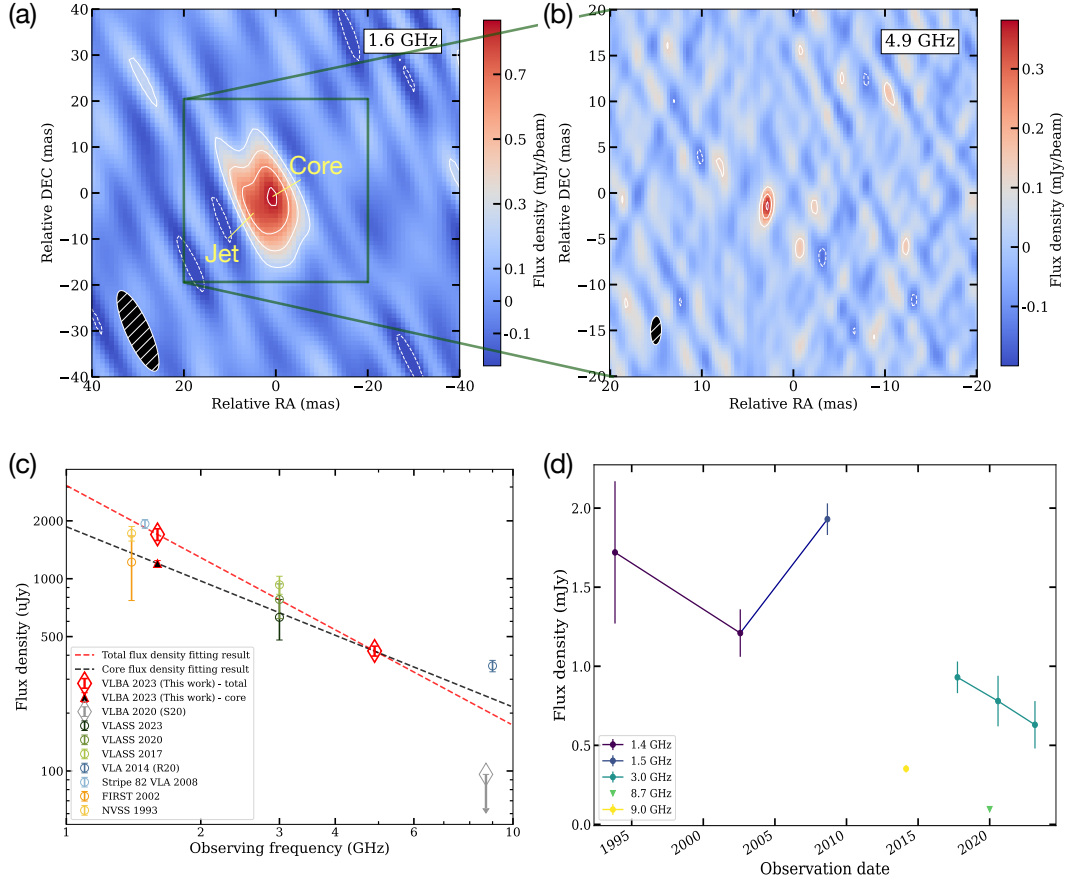 (a)
1.6 GHz
Core
Jet
40
30
20
10
0
−10
−20
−30
−40
Relative DEC (mas)
40
20
0
−20
−40
Relative RA (mas)
0.7
0.5
0.3
0.1
0
-0.1
Flux density (mJy/beam)
(b)
4.9 GHz
20
15
10
5
0
−5
−10
−15
−20
Relative DEC (mas)
20
10
0
−10
−20
Relative RA (mas)
0.3
0.2
0.1
0
-0.1
Flux density (mJy/beam)
(c)
2000
1000
500
100
Flux density (uJy)
Total flux density fitting result
Core flux density fitting result
VLBA 2023 (This work) - total
VLBA 2023 (This work) - core
VLBA 2020 (S20)
VLASS 2023
VLASS 2020
VLASS 2017
VLA 2014 (R20)
Stripe 82 VLA 2008
FIRST 2002
NVSS 1993
1
2
3
4
5
6
7
8
9
10
Observing frequency (GHz)
(d)
2.0
1.5
1.0
0.5
0.0
Flux density (mJy)
1.4 GHz
1.5 GHz
3.0 GHz
8.7 GHz
9.0 GHz
1995
2000
2005
2010
2015
2020
Observation date